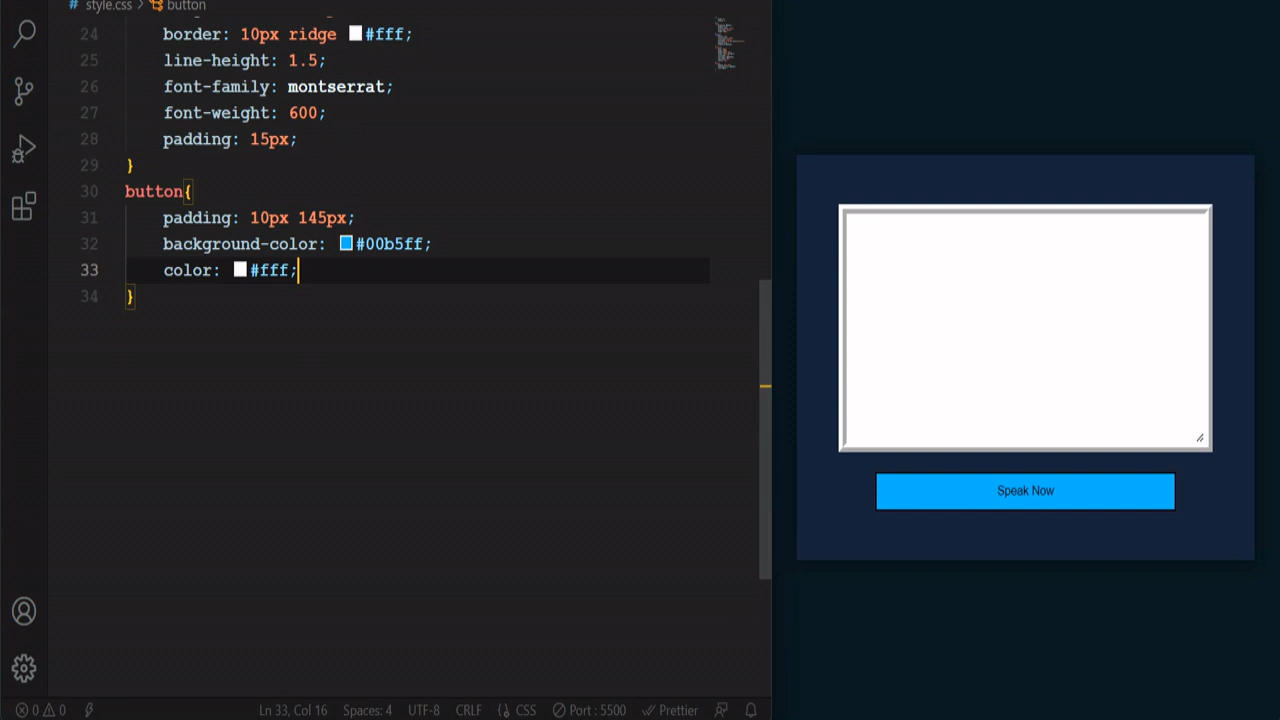 # style.css > button
24 border: 10px ridge #fff;
25 line-height: 1.5;
26 font-family: montserrat;
27 font-weight: 600;
28 padding: 15px;
29 }
30 button{
31 padding: 10px 145px;
32 background-color: #00b5ff;
33 color: #fff;
34 }
Speak Now
0 0 Ln 33, Col 16 Spaces: 4 UTF-8 CRLF {} CSS Port : 5500 Prettier